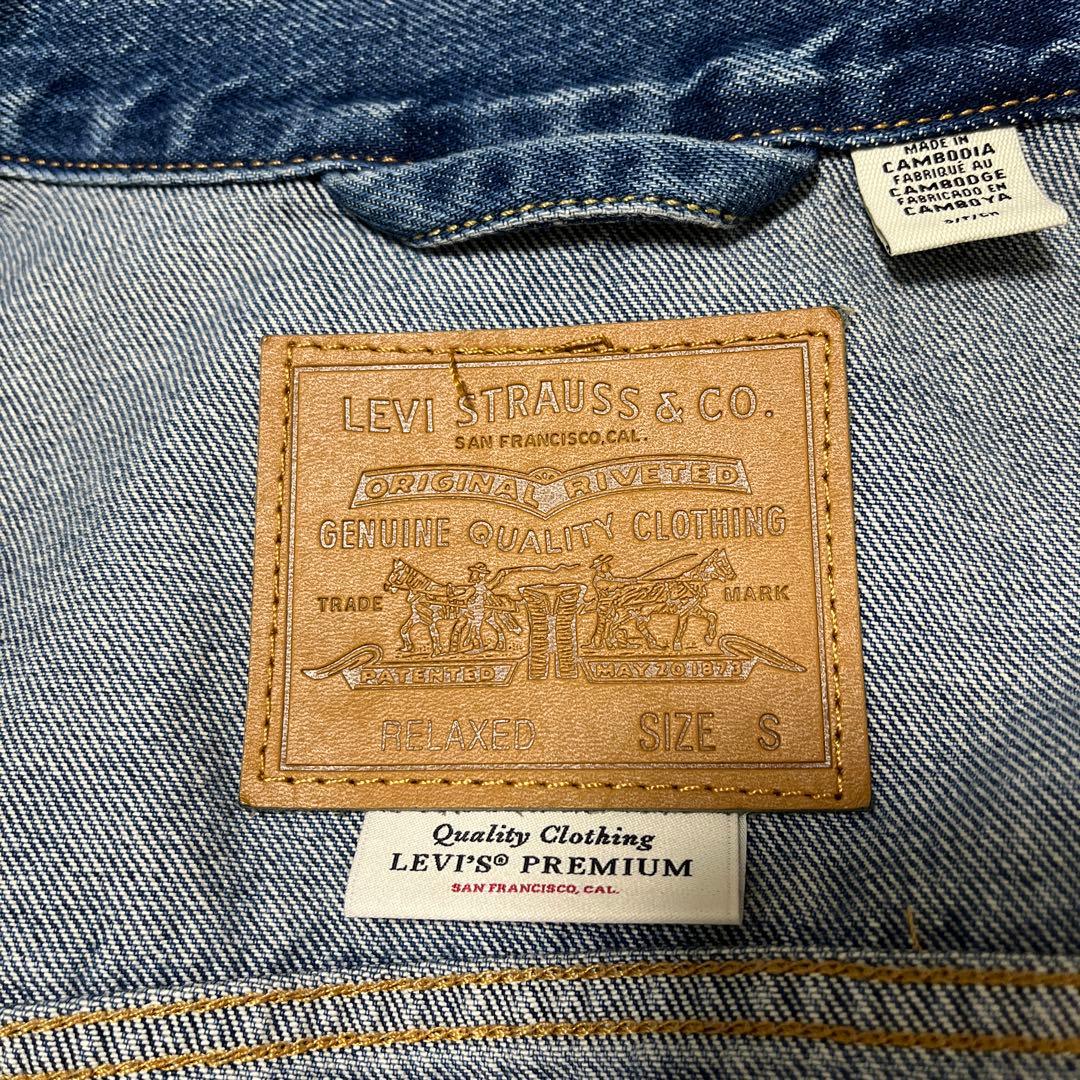 MADE IN
CAMBODIA
FABRIQUÉ AU
CAMBODGE
FABRICADO EN
CAMBOYA
LEVI STRAUSS & CO.
SAN FRANCISCO, CAL.
ORIGINAL RIVETED
GENUINE QUALITY CLOTHING
TRADE MARK
PATENTED MAY 20 1873
RELAXED SIZE S
Quality Clothing
LEVI'S® PREMIUM
SAN FRANCISCO, CAL.